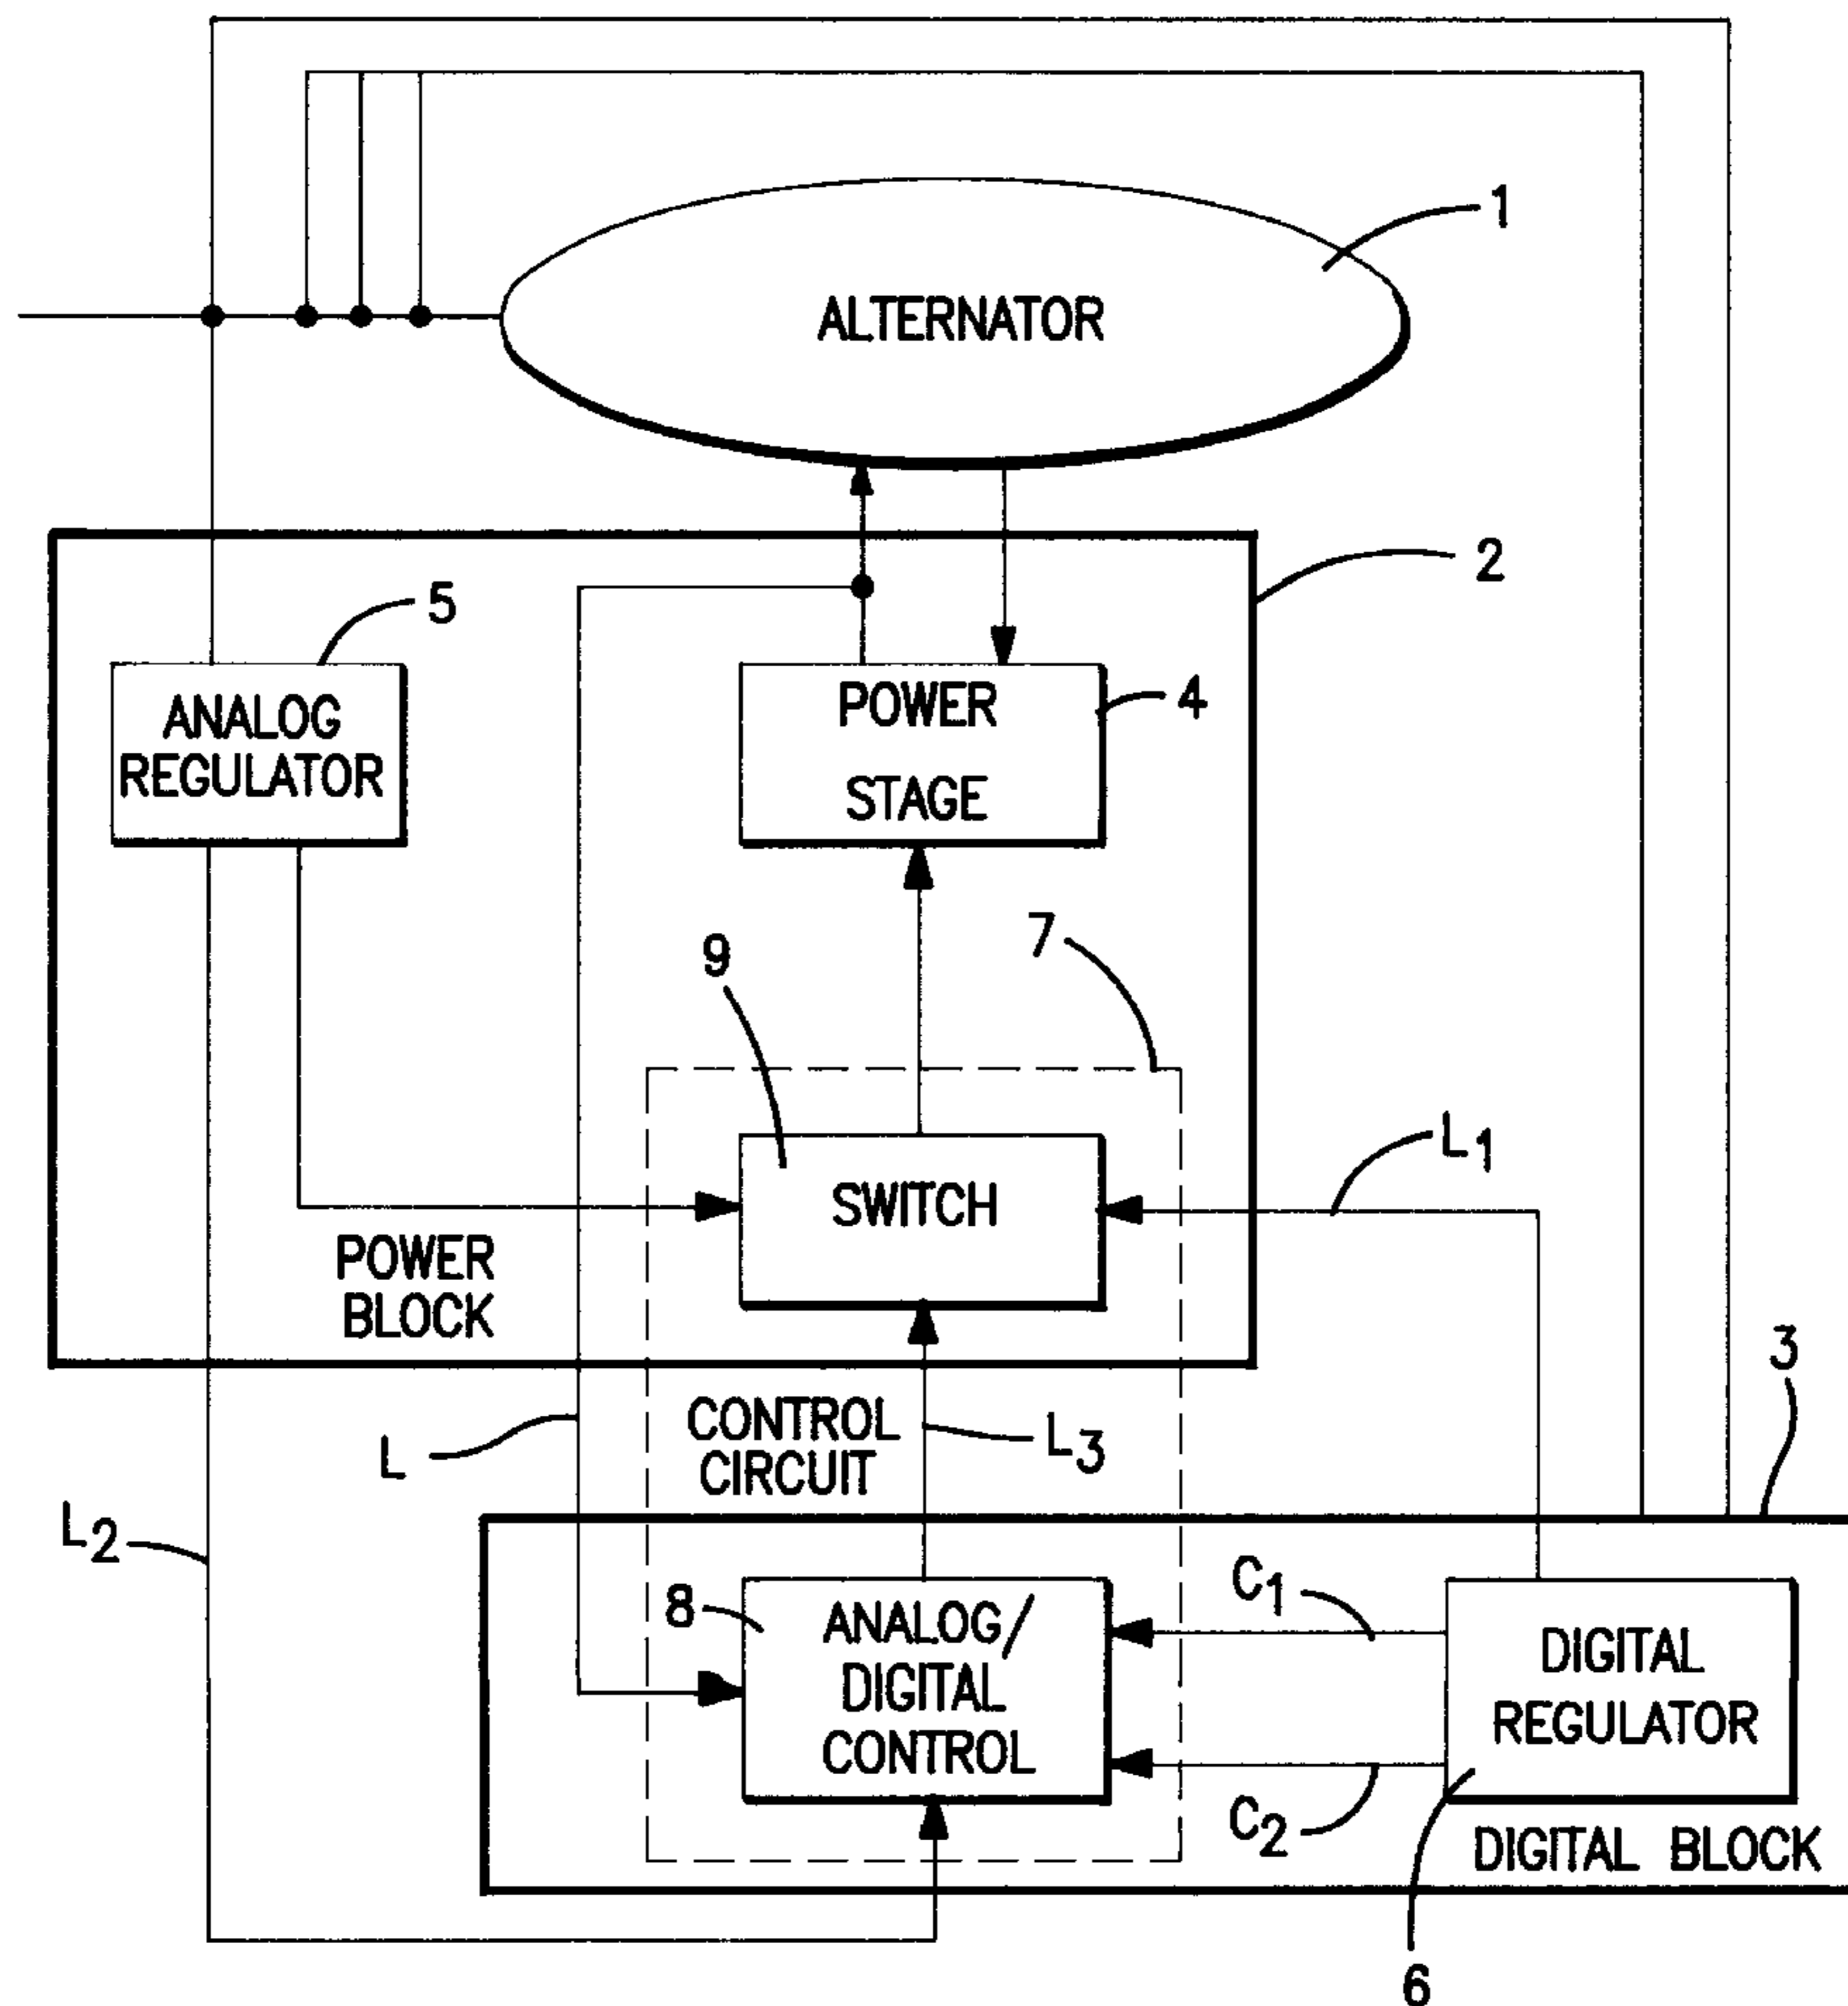 1
ALTERNATOR
2
5
ANALOG
REGULATOR
POWER
STAGE
4
7
9
SWITCH
L1
POWER
BLOCK
3
CONTROL
CIRCUIT
L
L3
L2
8
ANALOG/
DIGITAL
CONTROL
C1
C2
DIGITAL
REGULATOR
DIGITAL BLOCK
6